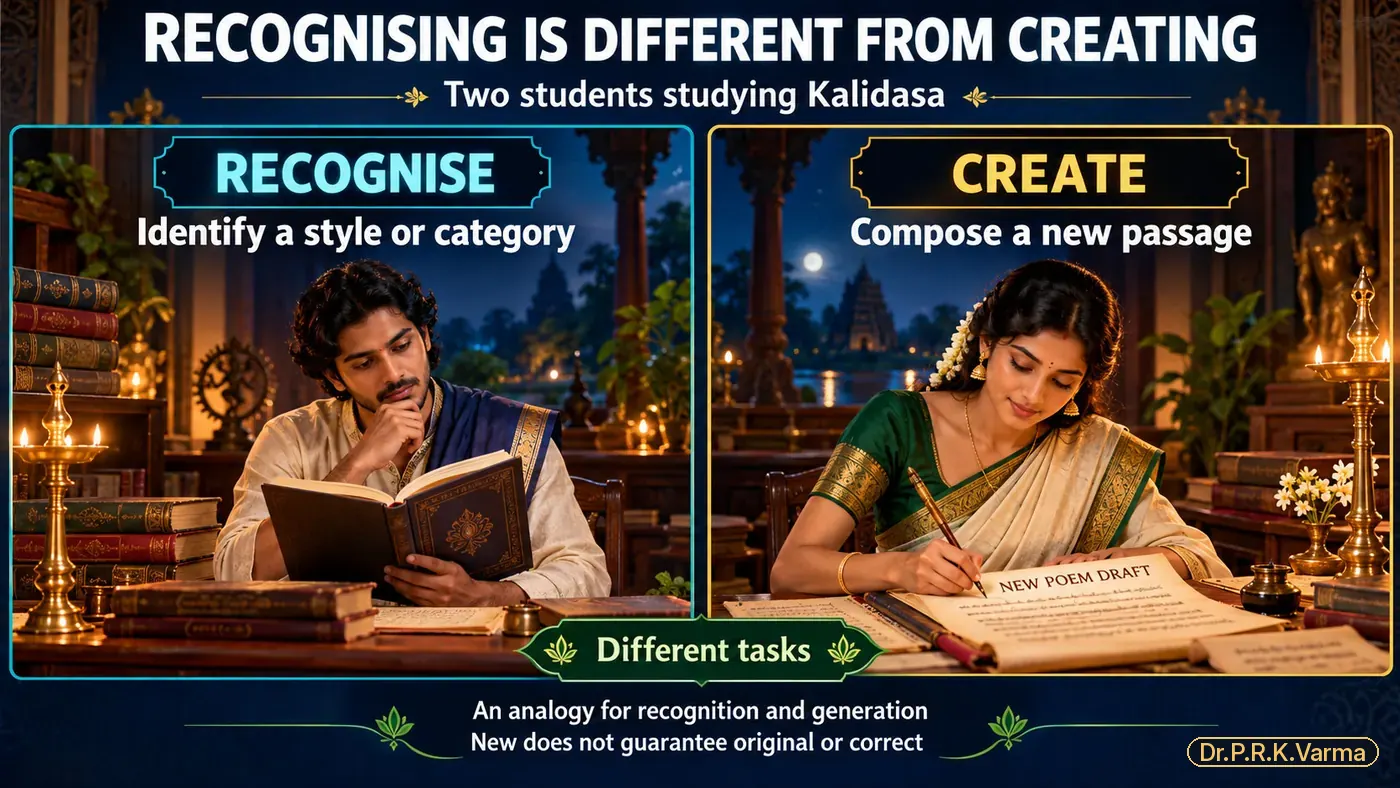 RECOGNISING IS DIFFERENT FROM CREATING
Two students studying Kalidasa
RECOGNISE
Identify a style or category
CREATE
Compose a new passage
NEW POEM DRAFT
Different tasks
An analogy for recognition and generation
New does not guarantee original or correct
Dr.P.R.K.Varma